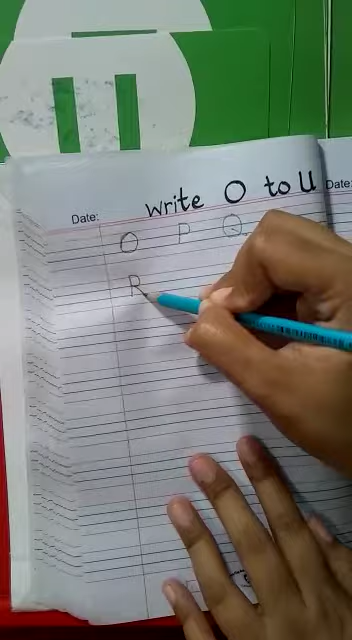 Date:
write O to U
Date:
O P Q
R